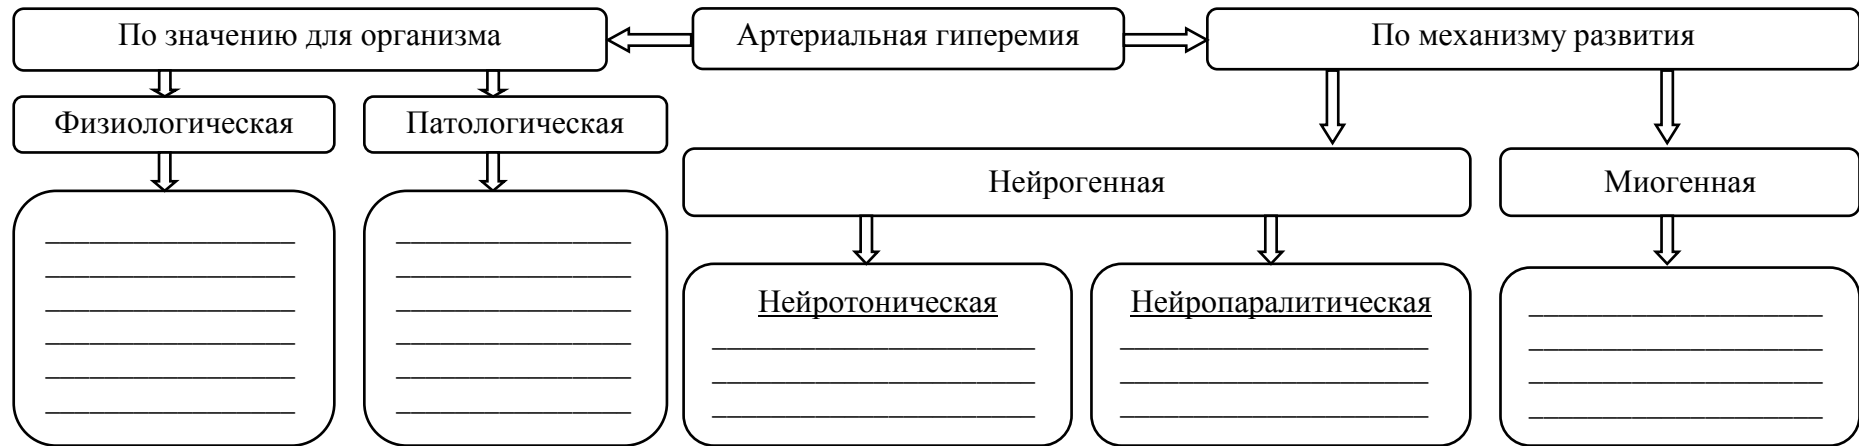 По значению для организма
Артериальная гиперемия
По механизму развития
Физиологическая
Патологическая
Нейрогенная
Миогенная
Нейротоническая
Нейропаралитическая